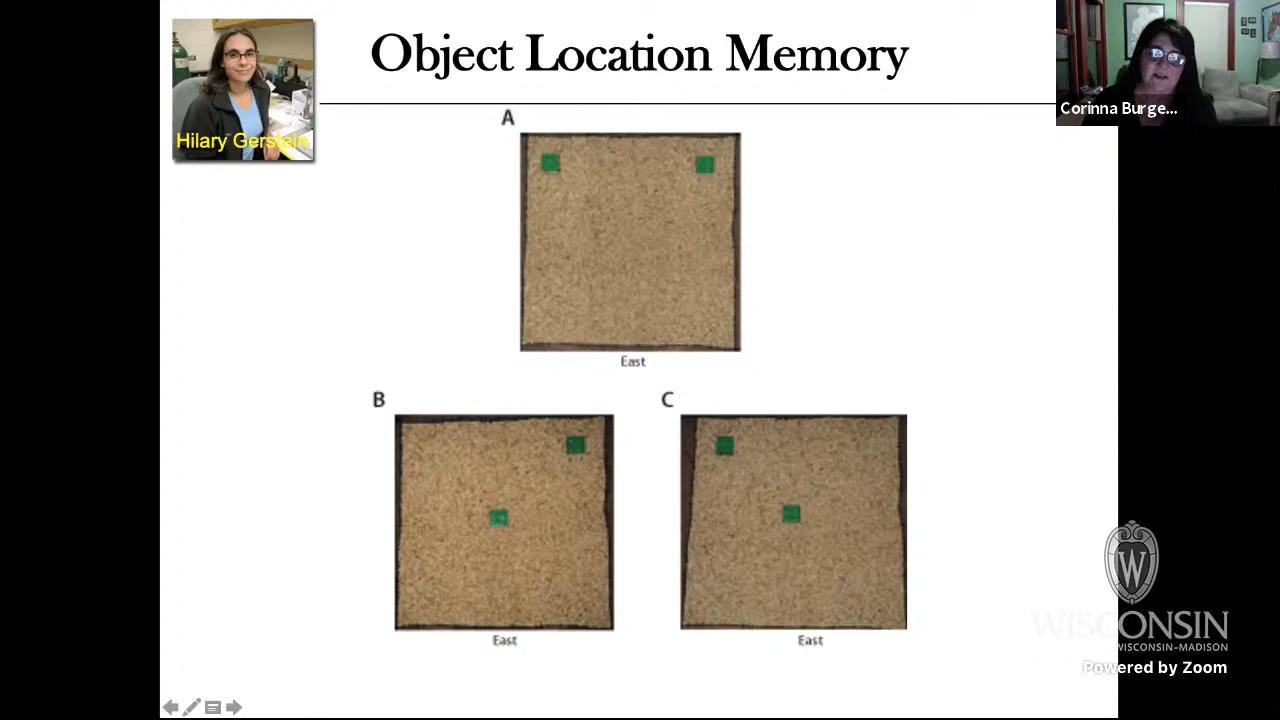 Object Location Memory
Hilary Gerstein
Corinna Burge...
A
East
B
C
East
East
W
WISCONSIN
WISCONSIN-MADISON
Powered by Zoom